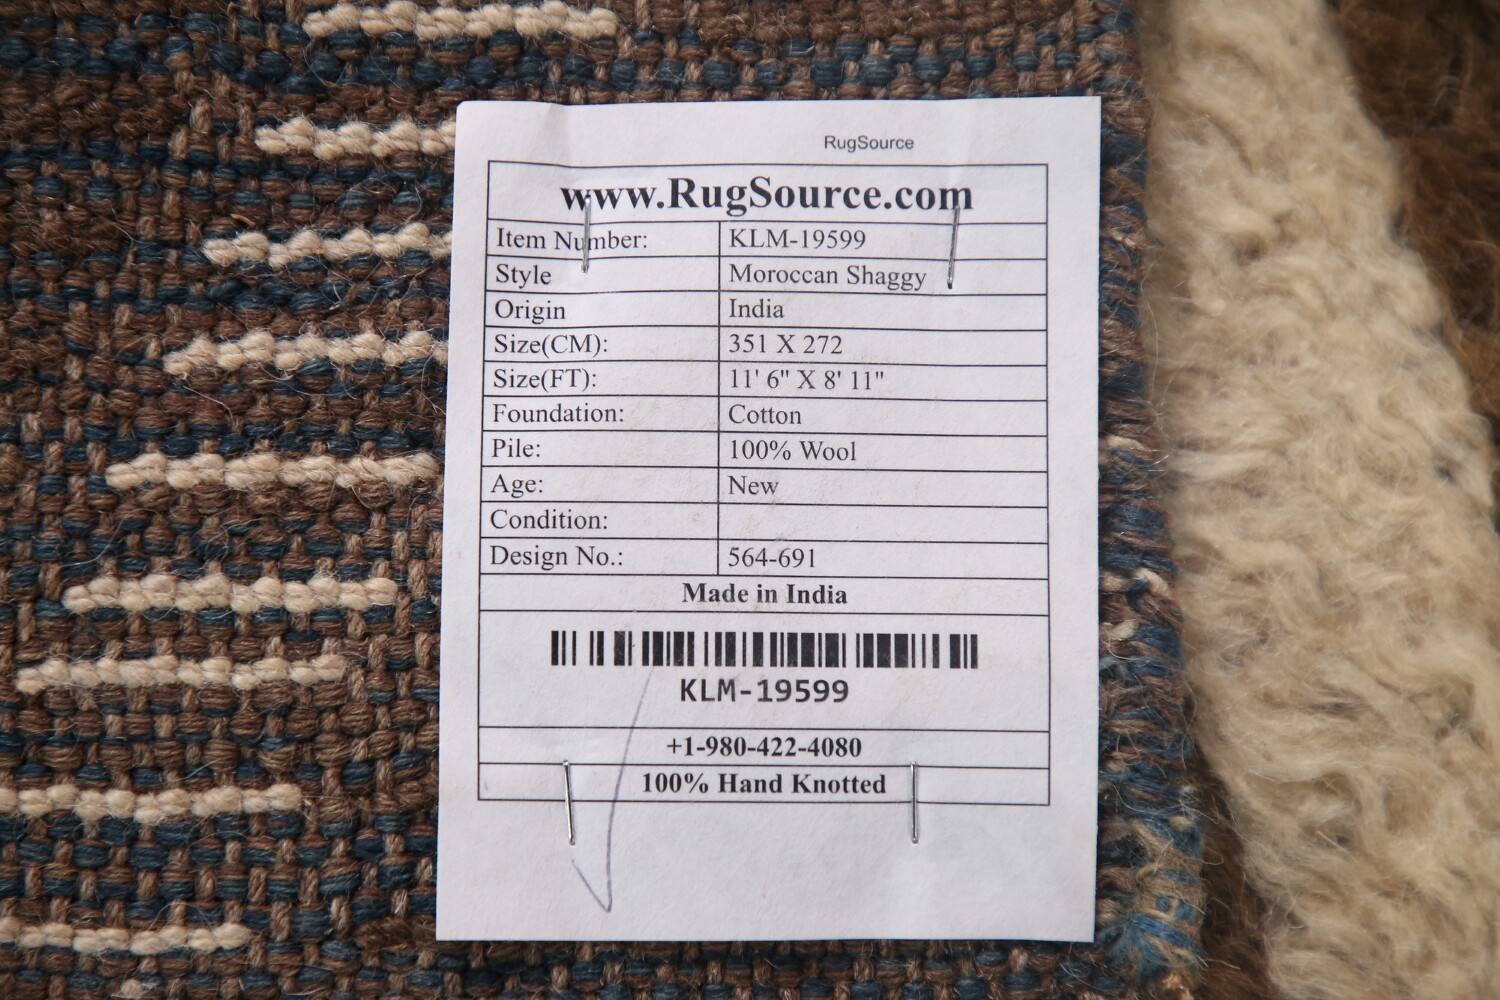 RugSource
www.RugSource.com
Item Number: KLM-19599
Style Moroccan Shaggy
Origin India
Size(CM): 351 X 272
Size(FT): 11' 6" X 8' 11"
Foundation: Cotton
Pile: 100% Wool
Age: New
Condition:
Design No.: 564-691
Made in India
KLM-19599
+1-980-422-4080
100% Hand Knotted